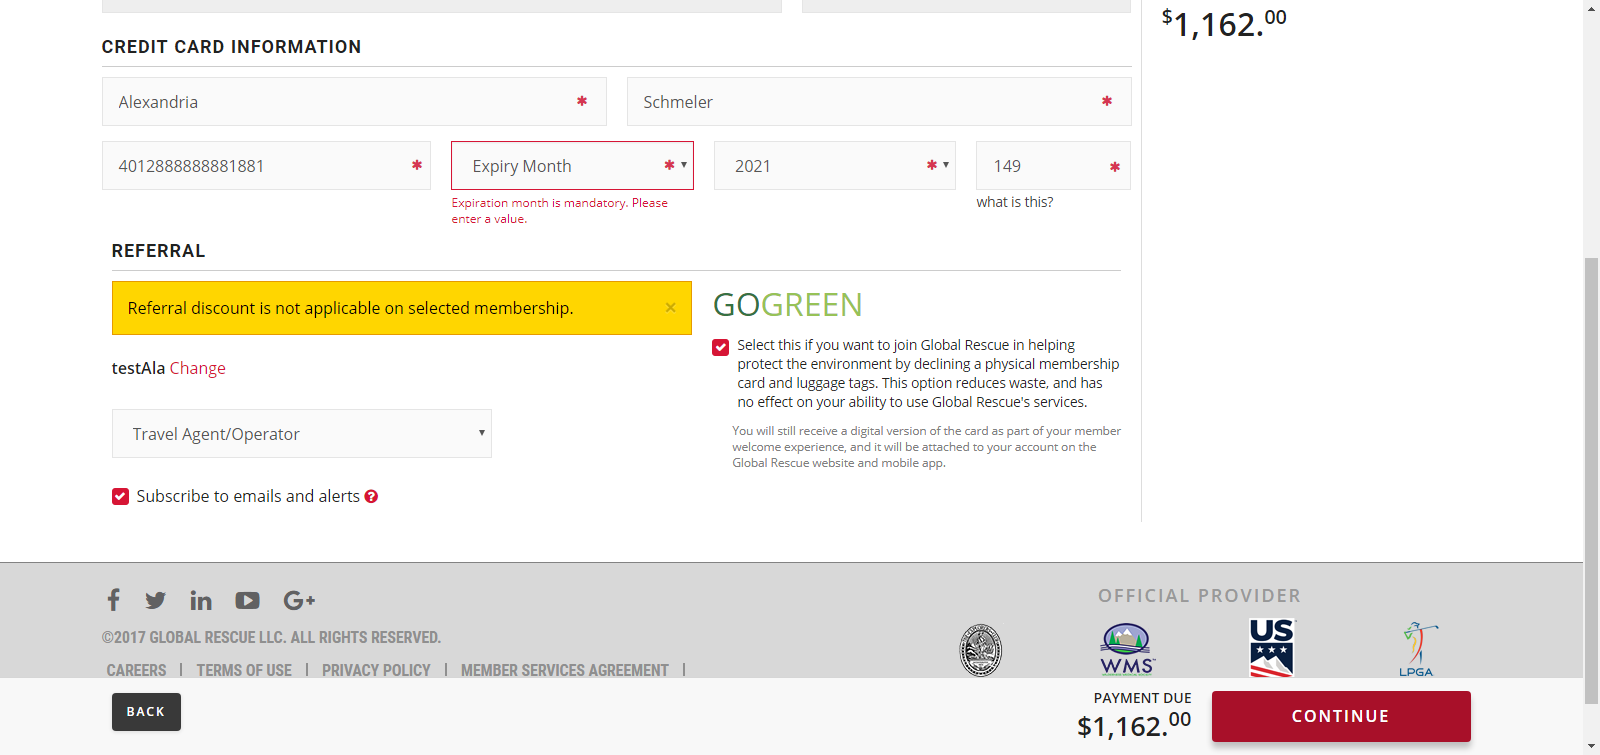 $1,162.00
CREDIT CARD INFORMATION
Alexandria *
Schmeler *
4012888888881881 *
Expiry Month *
2021 *
149 *
Expiration month is mandatory. Please
enter a value.
what is this?
REFERRAL
Referral discount is not applicable on selected membership. ×
testAla Change
Travel Agent/Operator
Subscribe to emails and alerts ?
GOGREEN
Select this if you want to join Global Rescue in helping
protect the environment by declining a physical membership
card and luggage tags. This option reduces waste, and has
no effect on your ability to use Global Rescue's services.
You will still receive a digital version of the card as part of your member
welcome experience, and it will be attached to your account on the
Global Rescue website and mobile app.
f in G+
©2017 GLOBAL RESCUE LLC. ALL RIGHTS RESERVED.
CAREERS | TERMS OF USE | PRIVACY POLICY | MEMBER SERVICES AGREEMENT |
OFFICIAL PROVIDER
WMS
US
LPGA
BACK
PAYMENT DUE
$1,162.00
CONTINUE